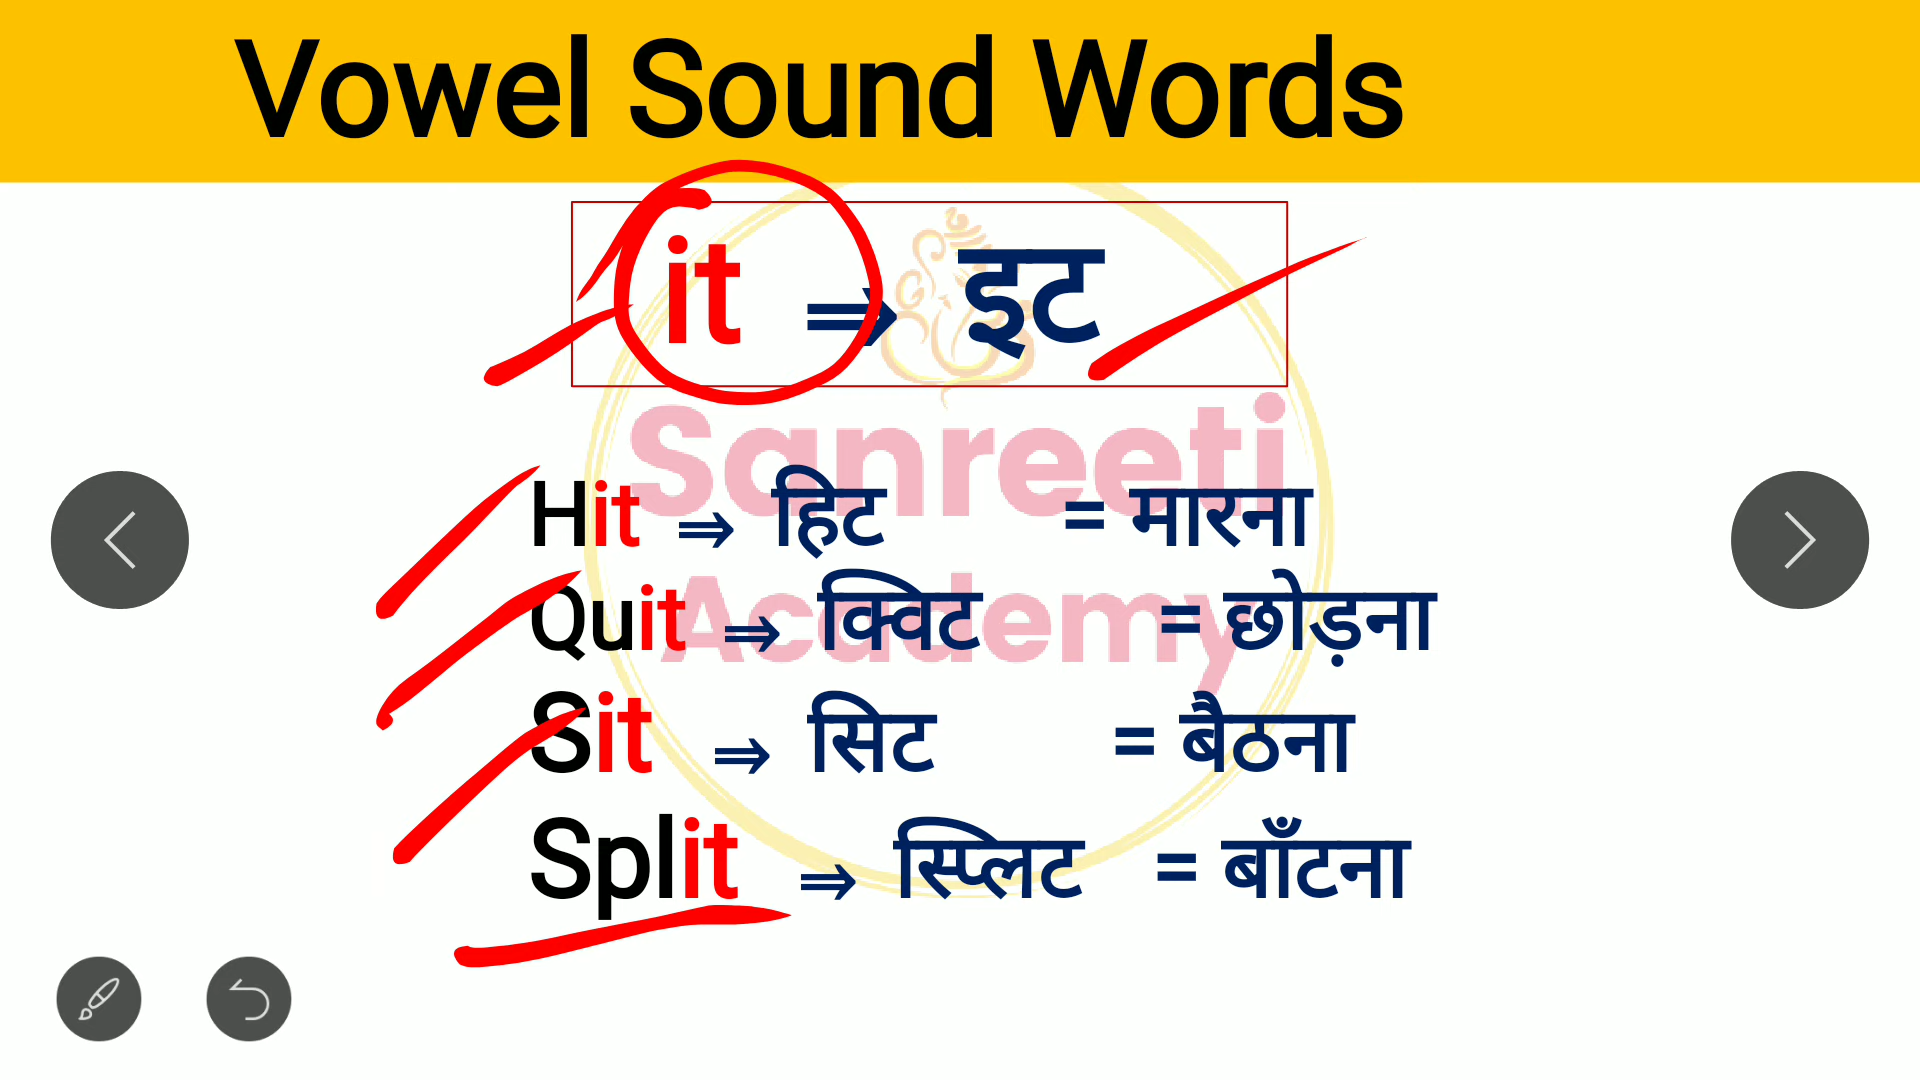 Vowel Sound Words
it ⇒ इट
Sanreeti
Hit ⇒ हिट = मारना
Quit ⇒ क्विट = छोड़ना
Academy
Sit ⇒ सिट = बैठना
Split ⇒ स्प्लिट = बाँटना